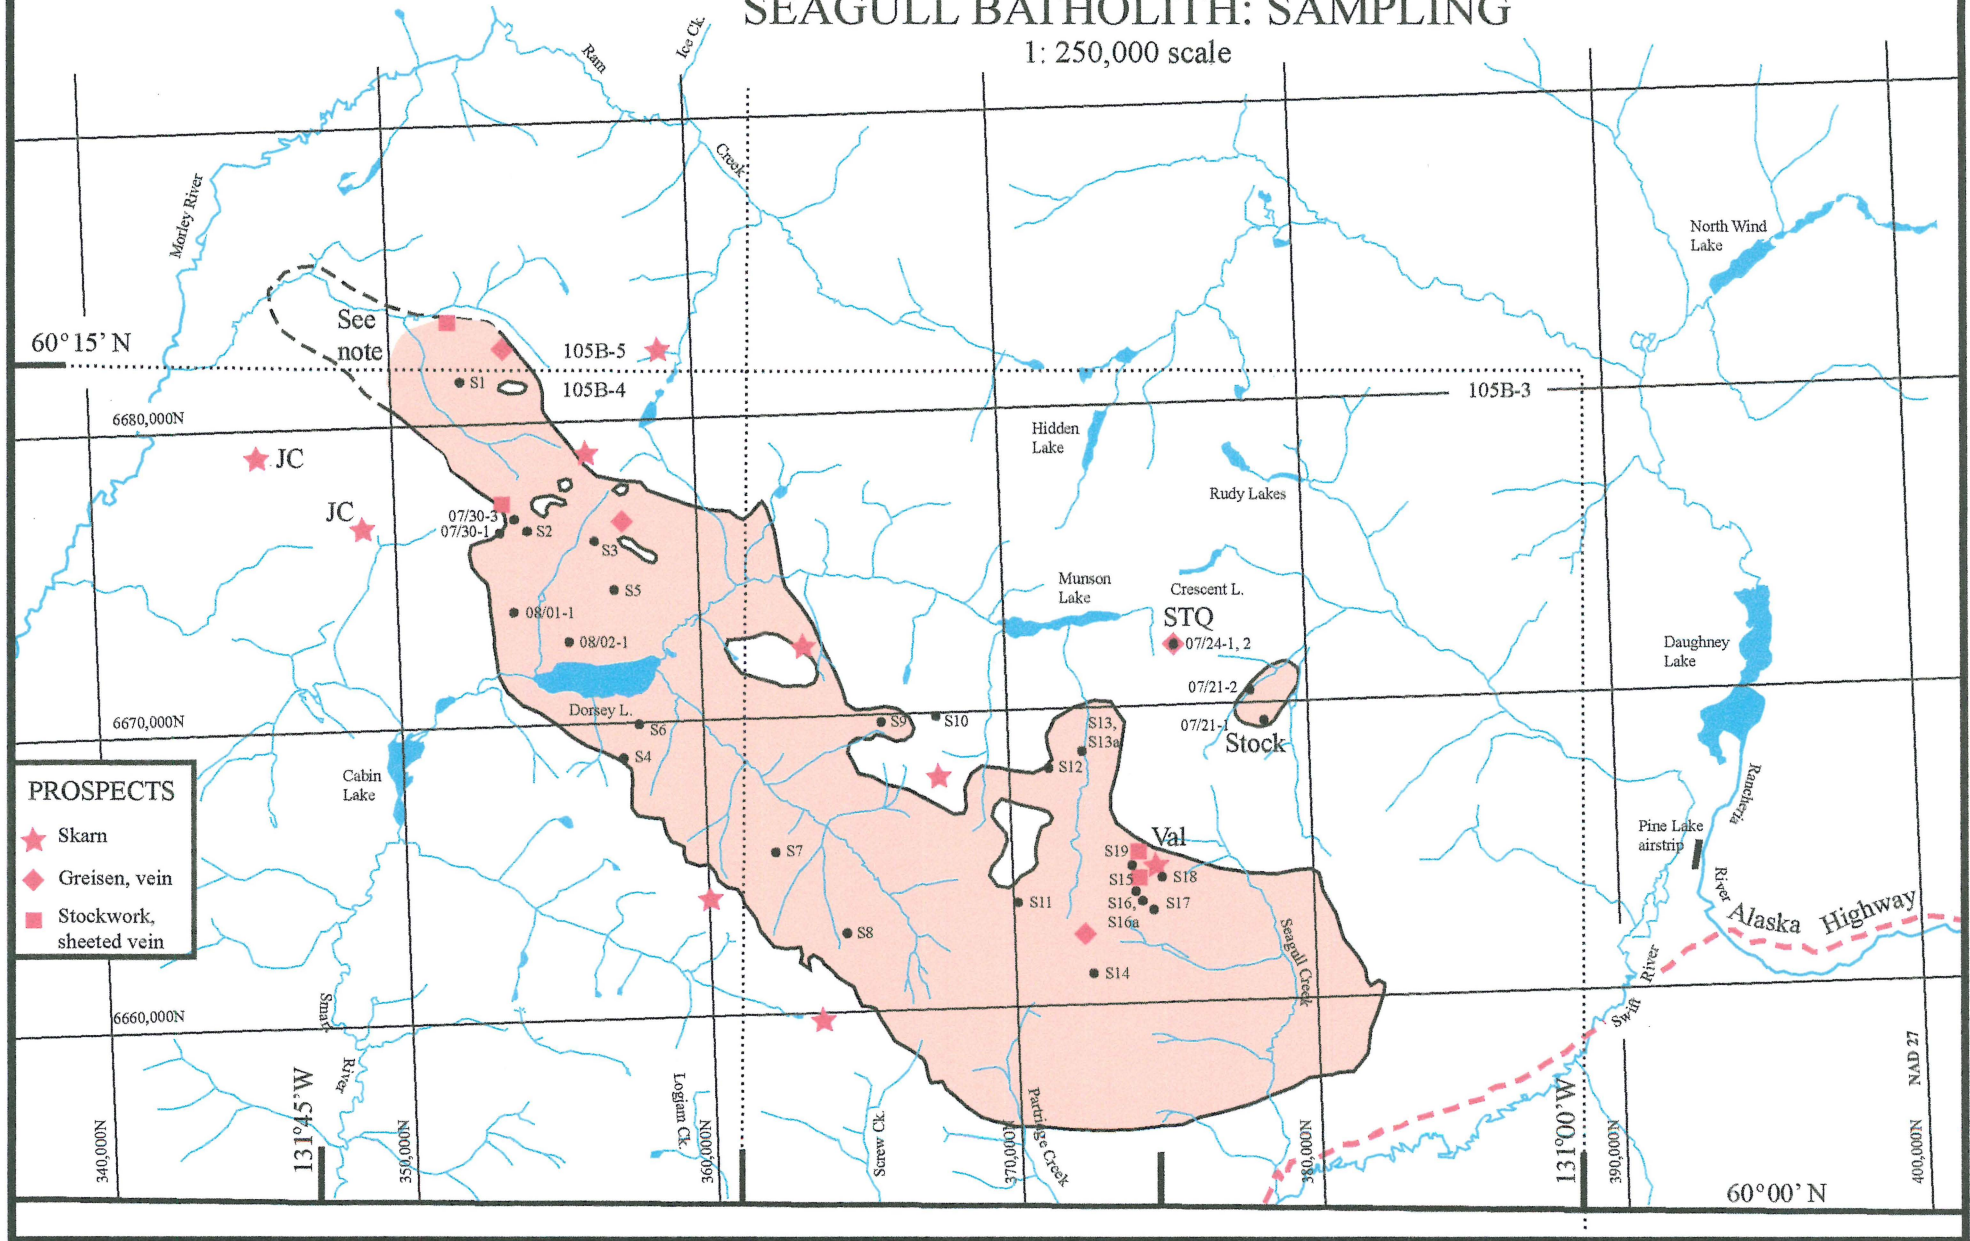 SEAGULL BATHOLITH: SAMPLING
1: 250,000 scale
Ram
Ice Ck.
Creek
Morley River
North Wind
Lake
See
note
60°15' N
105B-5
105B-4
105B-3
S1
6680,000N
JC
JC
Hidden
Lake
Rudy Lakes
07/30-3
07/30-1
S2
S3
S5
08/01-1
08/02-1
Munson
Lake
Crescent L.
STQ
07/24-1, 2
Daughney
Lake
07/21-2
07/21-1
Stock
6670,000N
Dorsey L.
S6
S4
S9
S10
S13,
S13a
S12
Cabin
Lake
PROSPECTS
Skarn
Greisen, vein
Stockwork,
sheeted vein
Rancheria
River
Pine Lake
airstrip
Val
S19
S15
S18
S16,
S16a
S17
S7
S8
S11
S14
Alaska Highway
Seagull Creek
Swift River
6660,000N
Smar
River
Logjam Ck.
Screw Ck.
Partridge Creek
NAD 27
340,000N
131°45'W
350,000N
360,000N
370,000N
380,000N
131°00'W
390,000N
400,000N
60°00' N